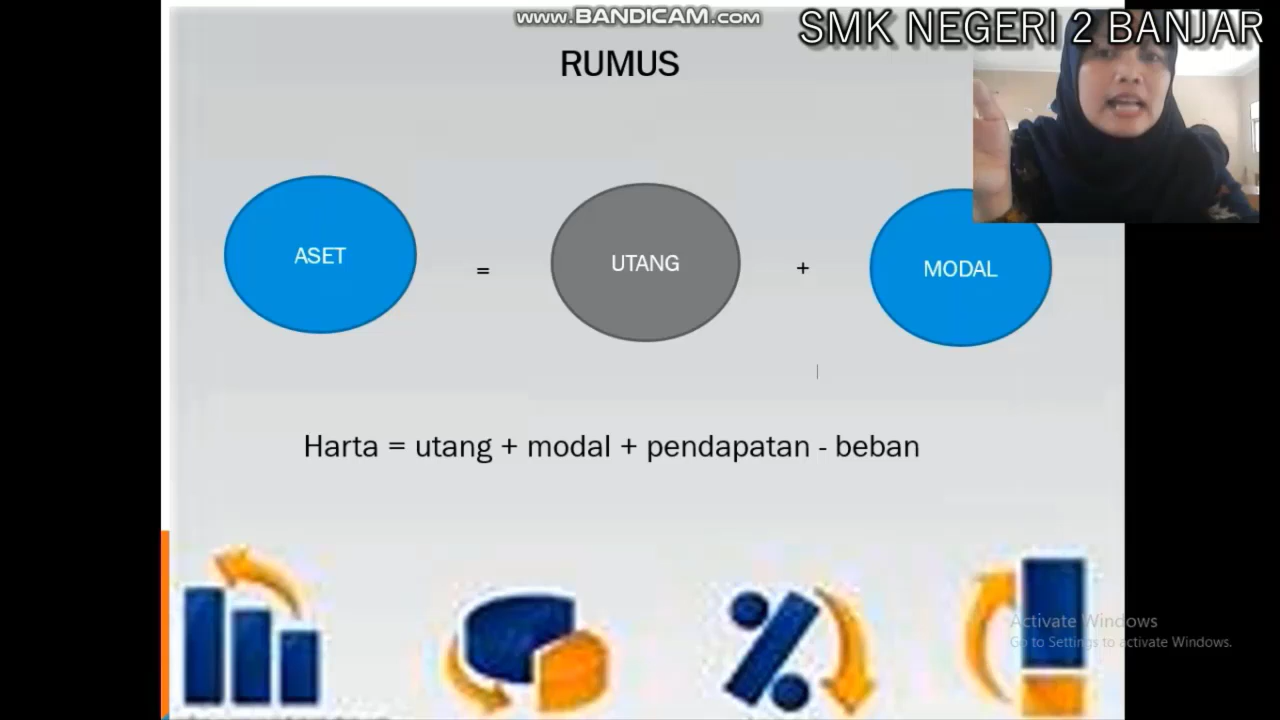 www.BANDICAM.com
SMK NEGERI 2 BANJAR
RUMUS
ASET = UTANG + MODAL
Harta = utang + modal + pendapatan - beban
Activate Windows
Go to Settings to activate Windows.